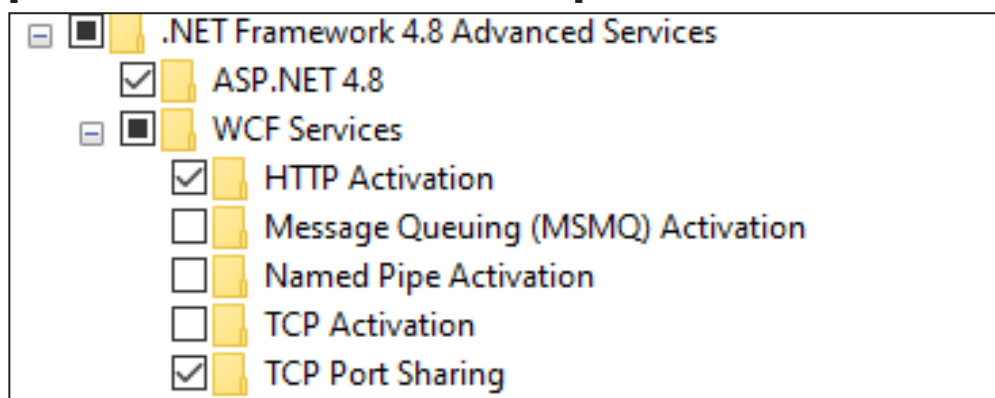 .NET Framework 4.8 Advanced Services
ASP.NET 4.8
WCF Services
HTTP Activation
Message Queuing (MSMQ) Activation
Named Pipe Activation
TCP Activation
TCP Port Sharing